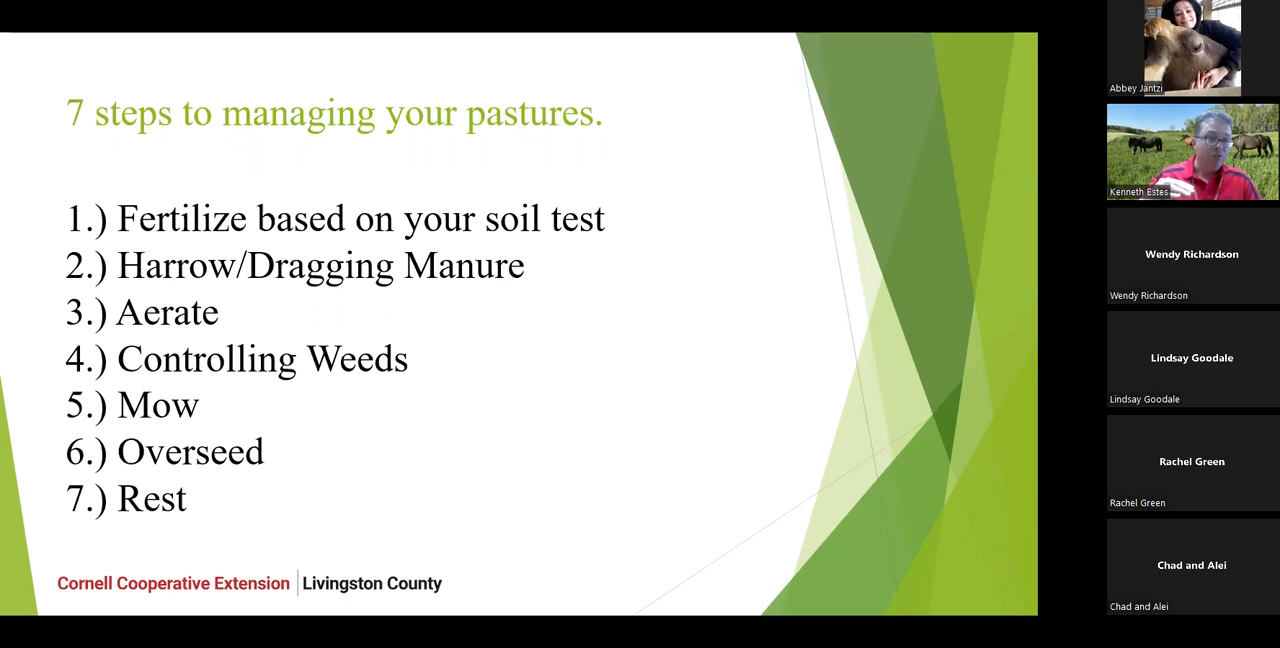 7 steps to managing your pastures.
1.) Fertilize based on your soil test
2.) Harrow/Dragging Manure
3.) Aerate
4.) Controlling Weeds
5.) Mow
6.) Overseed
7.) Rest
Cornell Cooperative Extension | Livingston County
Abbey Jantzi
Kenneth Estes
Wendy Richardson
Wendy Richardson
Lindsay Goodale
Lindsay Goodale
Rachel Green
Rachel Green
Chad and Alei
Chad and Alei